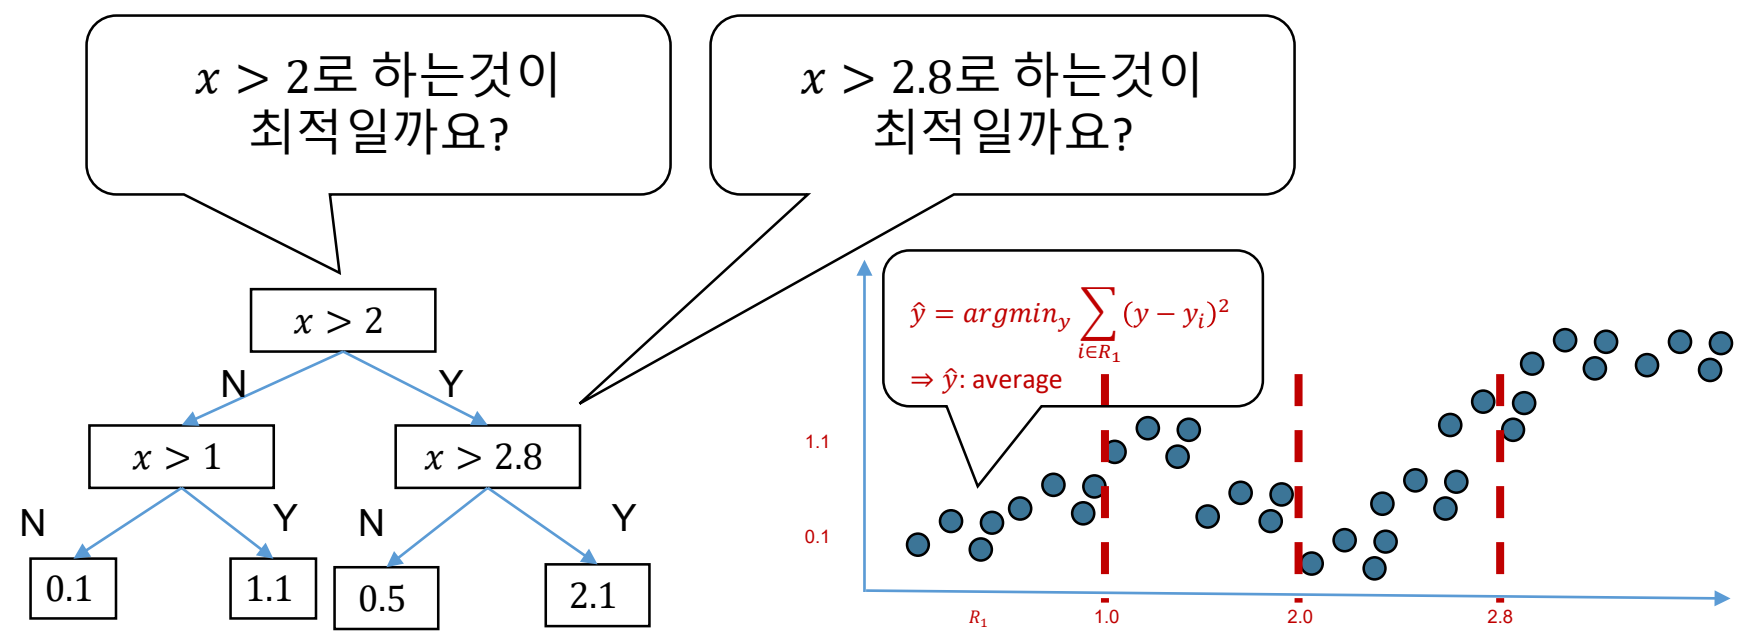 x > 2로 하는것이
최적일까요?
x > 2.8로 하는것이
최적일까요?
x > 2
N
Y
x > 1
x > 2.8
N
Y
N
Y
0.1
1.1
0.5
2.1
ŷ = argmin_y ∑_{i∈R₁} (y − y_i)²
⇒ ŷ: average
1.1
0.1
R₁
1.0
2.0
2.8